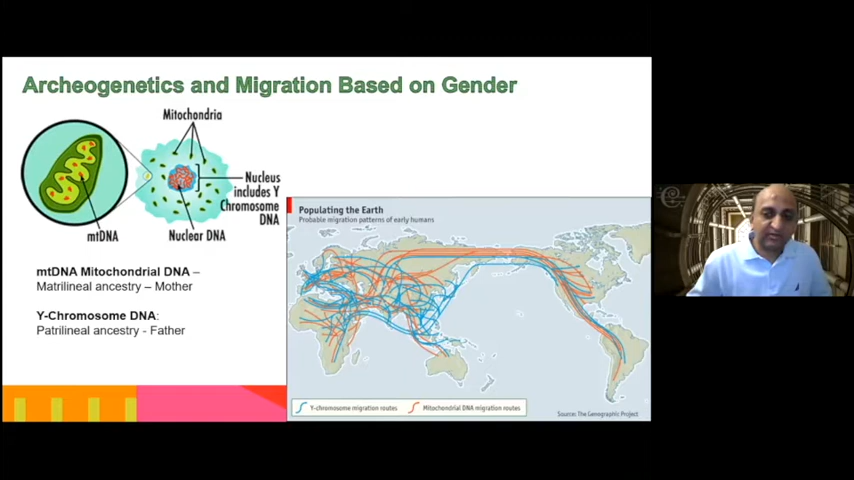 Archeogenetics and Migration Based on Gender
Mitochondria
Nucleus
includes Y
Chromosome
DNA
mtDNA
Nuclear DNA
mtDNA Mitochondrial DNA –
Matrilineal ancestry – Mother
Y-Chromosome DNA:
Patrilineal ancestry - Father
Populating the Earth
Probable migration patterns of early humans
Y-chromosome migration routes
Mitochondrial DNA migration routes
Source: The Genographic Project